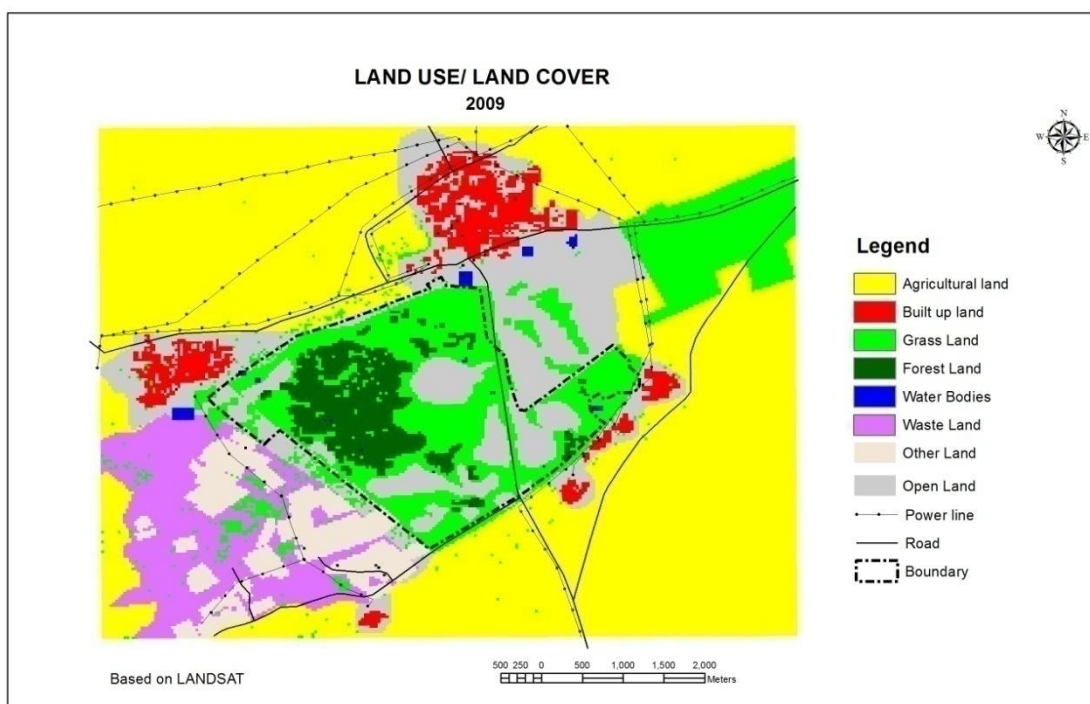 LAND USE/ LAND COVER
2009
N
W E
S
Legend
Agricultural land
Built up land
Grass Land
Forest Land
Water Bodies
Waste Land
Other Land
Open Land
Power line
Road
Boundary
Based on LANDSAT
500 250 0 500 1,000 1,500 2,000
Meters